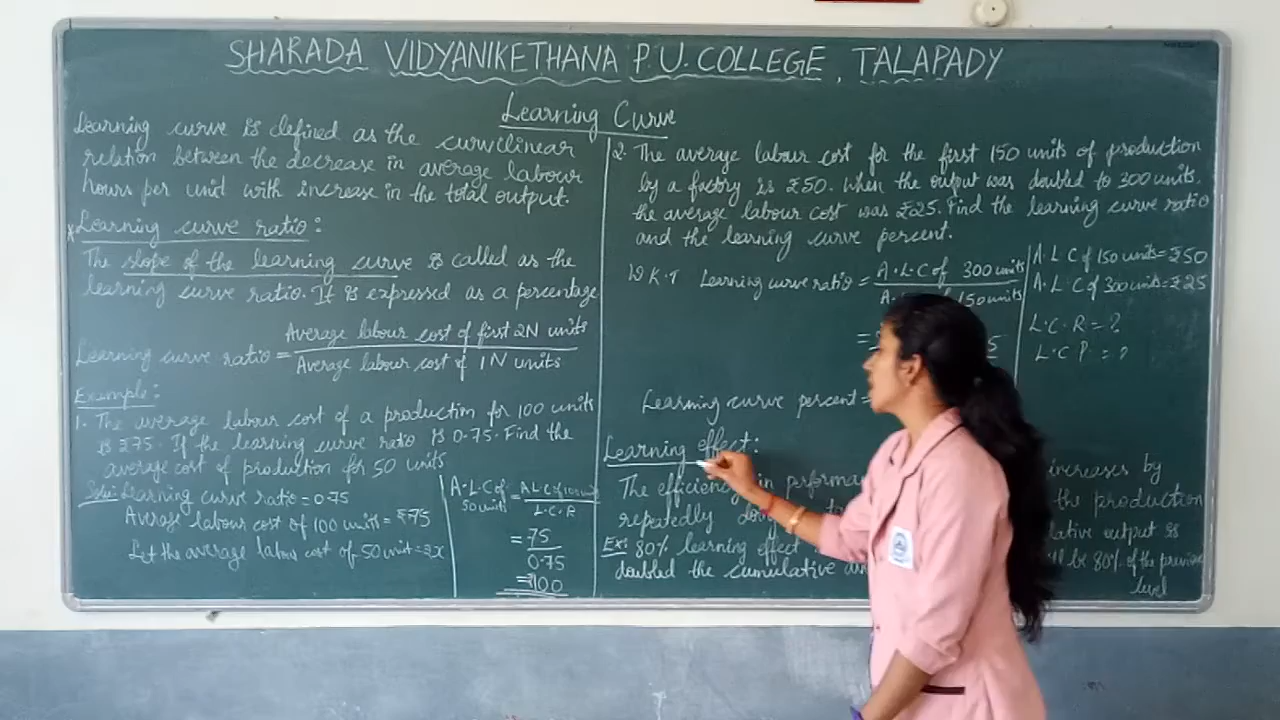 SHARADA VIDYANIKETHANA P.U. COLLEGE, TALAPADY
Learning Curve
Learning curve is defined as the curvilinear
relation between the decrease in average labour
hours per unit with increase in the total output.
* Learning curve ratio:
The slope of the learning curve is called as the
learning curve ratio. It is expressed as a percentage
Learning curve ratio = Average labour cost of first 2N units
Average labour cost of 1N units
Example:
1. The average labour cost of a production for 100 units
is ₹75. If the learning curve ratio is 0.75. Find the
average cost of production for 50 units
Soln: Learning curve ratio = 0.75
Average labour cost of 100 units = ₹75
Let the average labour cost of 50 unit = ₹x
A.L.C of 50 units = A.L.C of 100 units
L.C.R
= 75
0.75
= ₹100
2. The average labour cost for the first 150 units of production
by a factory is ₹50. When the output was doubled to 300 units,
the average labour cost was ₹25. Find the learning curve ratio
and the learning curve percent.
W.K.T Learning curve ratio = A.L.C of 300 units
150 units
=
5
A.L.C of 150 units = ₹50
A.L.C of 300 units = ₹25
L.C.R = ?
L.C.P. = ?
Learning curve percent =
Learning effect:
The efficiency in increases by
repeatedly the production
Ex: 80% learning effect output is
doubled the cumulative be 80% of the previous
level